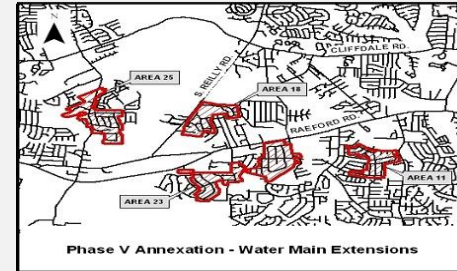 N
CLIFFDALE RD.
AREA 25
S. REILLY RD.
AREA 18
RAEFORD RD.
AREA 11
AREA 23
Phase V Annexation - Water Main Extensions